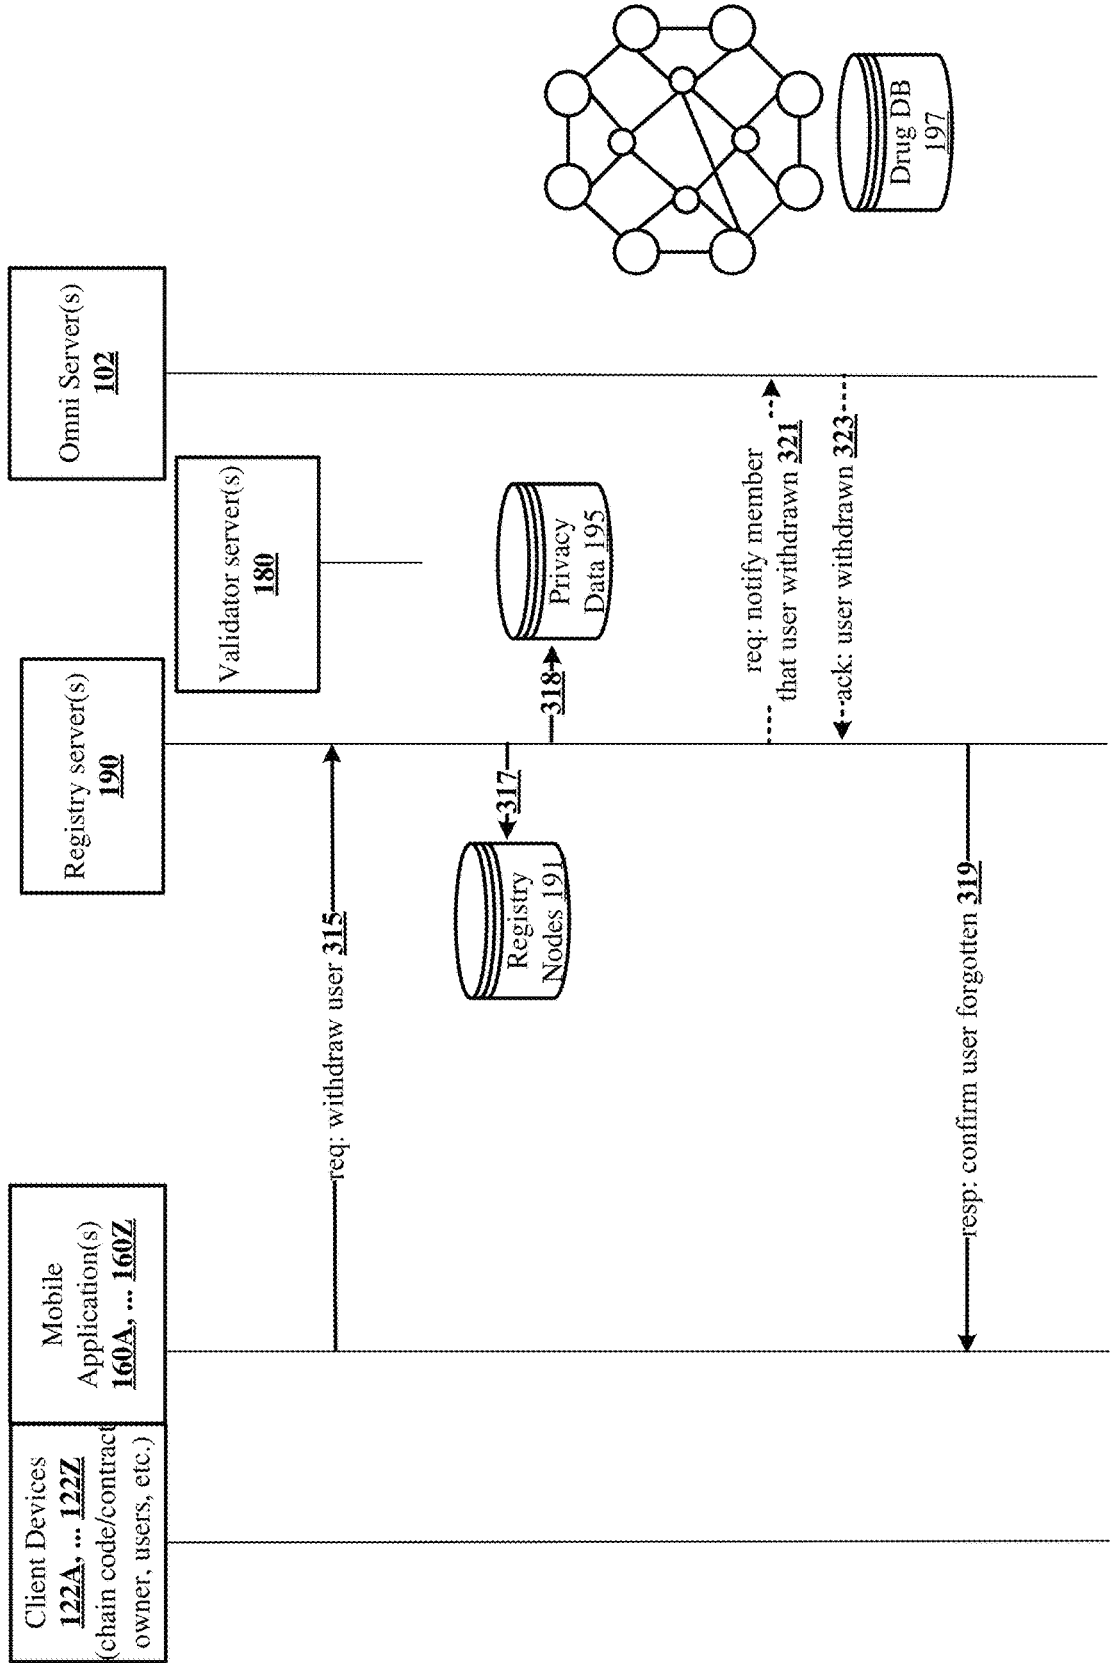 Client Devices
122A, ... 122Z
(chain code/contract
owner, users, etc.)
Mobile
Application(s)
160A, ... 160Z
Registry server(s)
190
Validator server(s)
180
Omni Server(s)
102
req: withdraw user 315
317
Registry
Nodes 191
318
Privacy
Data 195
req: notify member
that user withdrawn 321
ack: user withdrawn 323
resp: confirm user forgotten 319
Drug DB
197